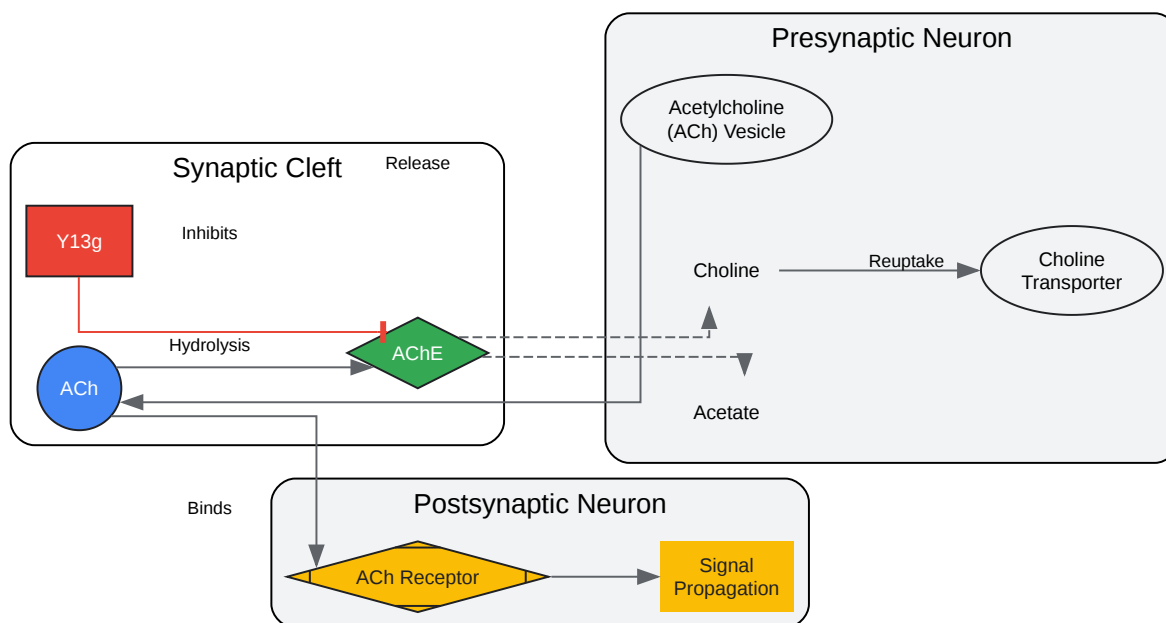 Presynaptic Neuron
Acetylcholine
(ACh) Vesicle
Synaptic Cleft
Release
Y13g
Inhibits
Choline
Reuptake
Choline
Transporter
Hydrolysis
AChE
ACh
Acetate
Binds
Postsynaptic Neuron
ACh Receptor
Signal
Propagation